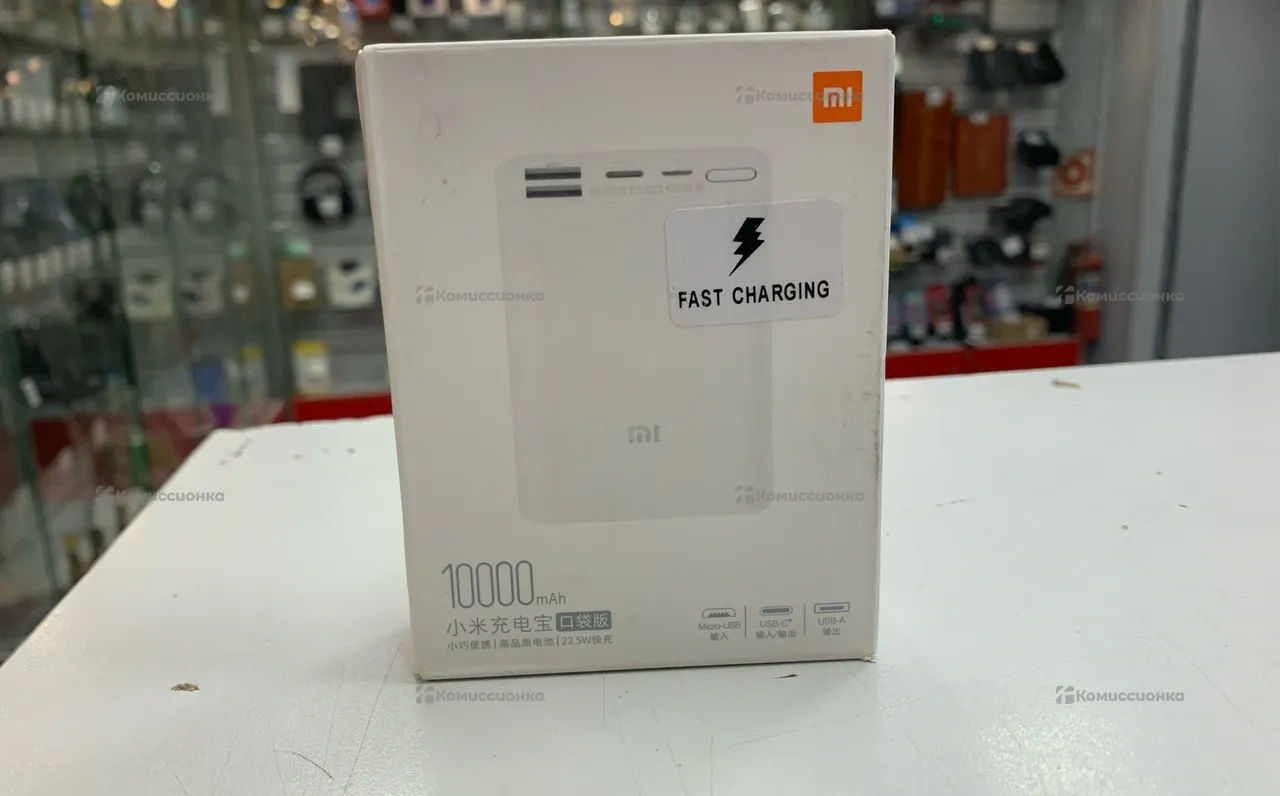 Комиссионка
Комиссионка
mi
FAST CHARGING
Комиссионка
Комиссионка
mi
Комиссионка
Комиссионка
10000mAh
小米充电宝 口袋版
小巧便携|高品质电池|22.5W快充
Micro-USB
输入
USB-C
输入/输出
USB-A
输出
Комиссионка
Комиссионка